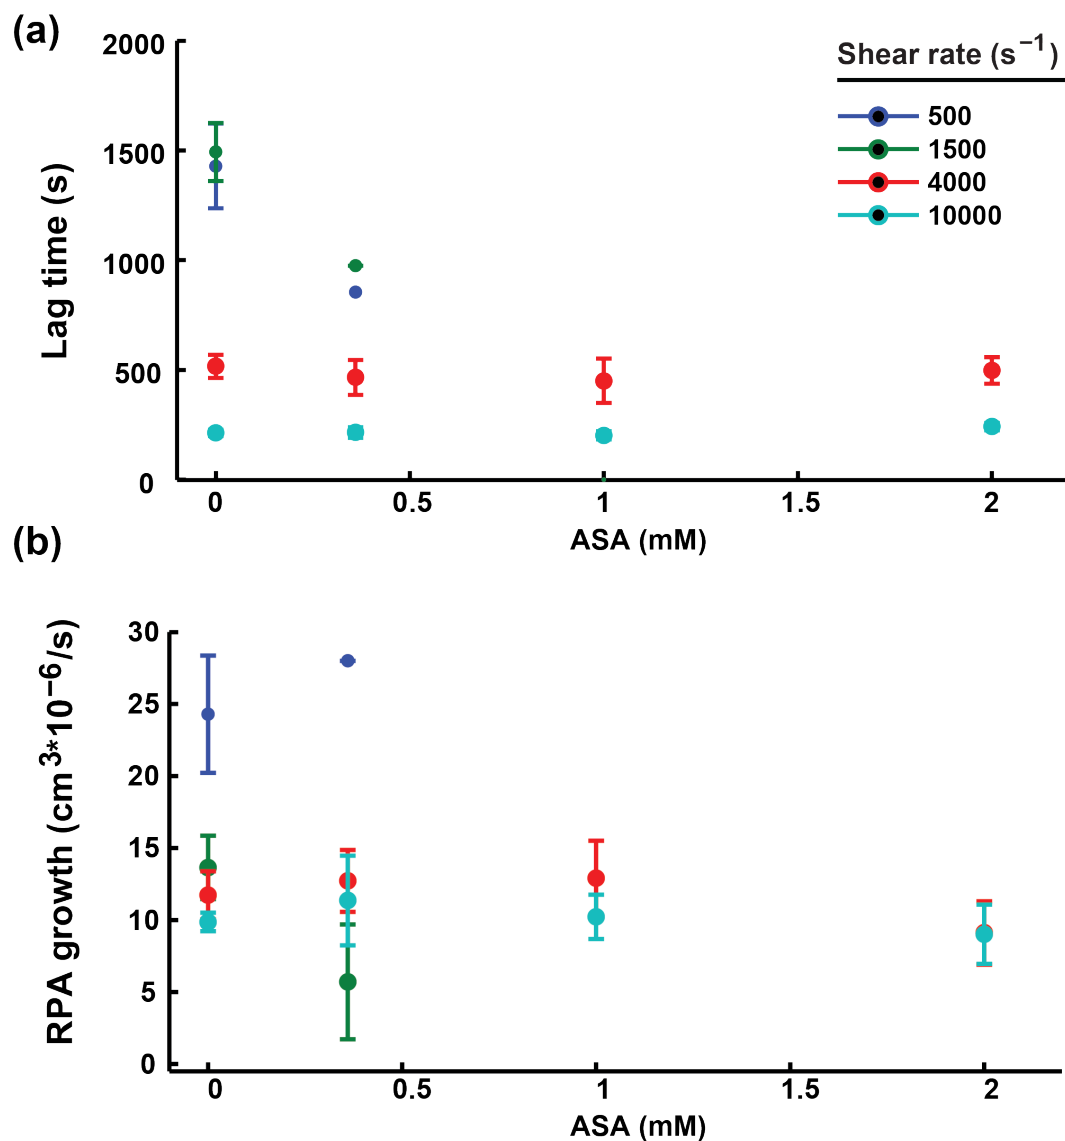 (a)
2000
1500
1000
500
0
Lag time (s)
Shear rate (s⁻¹)
500
1500
4000
10000
0 0.5 1 1.5 2
ASA (mM)
(b)
30
25
20
15
10
5
0
RPA growth (cm³*10⁻⁶/s)
0 0.5 1 1.5 2
ASA (mM)